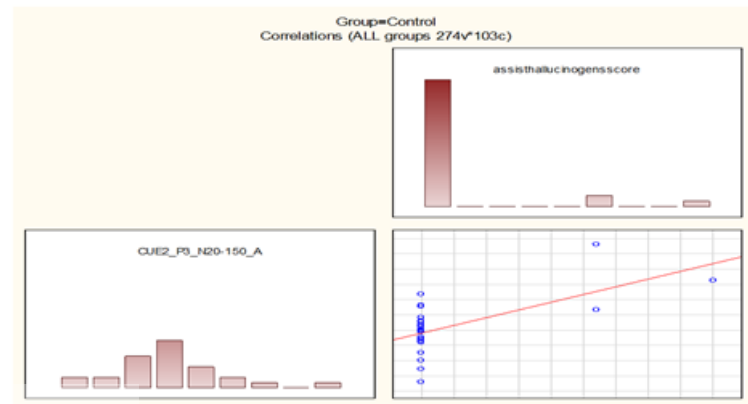 Group=Control
Correlations (ALL groups 274v*103c)
assisthallucinogensscore
CUE2_P3_N20-150_A